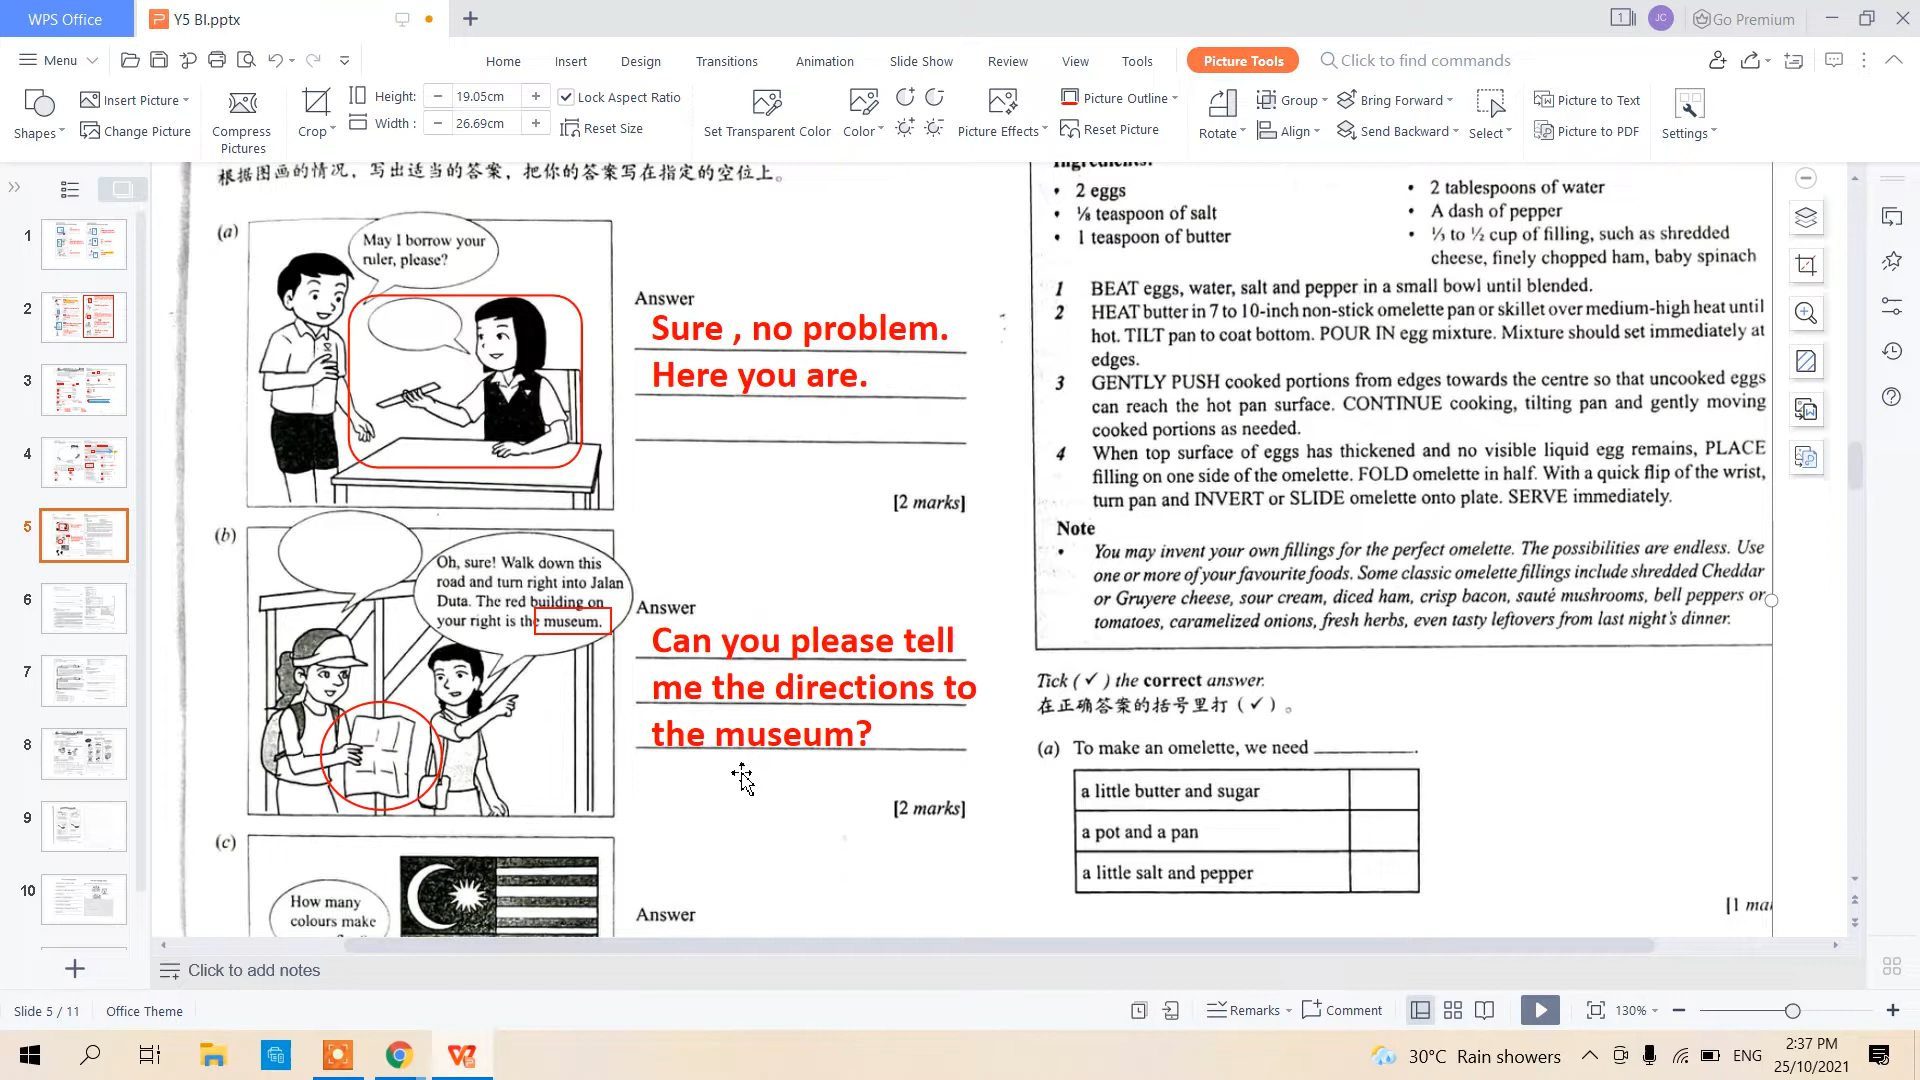 WPS Office
Y5 BI.pptx
1
JC
Go Premium
Menu
Home
Insert
Design
Transitions
Animation
Slide Show
Review
View
Tools
Picture Tools
Click to find commands
Shapes
Insert Picture
Change Picture
Compress Pictures
Crop
Height: 19.05cm
Width : 26.69cm
Lock Aspect Ratio
Reset Size
Set Transparent Color
Color
Picture Effects
Picture Outline
Reset Picture
Rotate
Group
Align
Bring Forward
Send Backward
Select
Picture to Text
Picture to PDF
Settings
1
2
3
4
5
6
7
8
9
10
根据图画的情况，写出适当的答案，把你的答案写在指定的空位上。
(a)
May I borrow your
ruler, please?
Answer
Sure , no problem.
Here you are.
[2 marks]
(b)
Oh, sure! Walk down this
road and turn right into Jalan
Duta. The red building on
your right is the museum.
Answer
Can you please tell
me the directions to
the museum?
[2 marks]
(c)
How many
colours make
Answer
Ingredients:
• 2 eggs
• ⅛ teaspoon of salt
• 1 teaspoon of butter
• 2 tablespoons of water
• A dash of pepper
• ⅓ to ½ cup of filling, such as shredded
cheese, finely chopped ham, baby spinach
1 BEAT eggs, water, salt and pepper in a small bowl until blended.
2 HEAT butter in 7 to 10-inch non-stick omelette pan or skillet over medium-high heat until
hot. TILT pan to coat bottom. POUR IN egg mixture. Mixture should set immediately at
edges.
3 GENTLY PUSH cooked portions from edges towards the centre so that uncooked eggs
can reach the hot pan surface. CONTINUE cooking, tilting pan and gently moving
cooked portions as needed.
4 When top surface of eggs has thickened and no visible liquid egg remains, PLACE
filling on one side of the omelette. FOLD omelette in half. With a quick flip of the wrist,
turn pan and INVERT or SLIDE omelette onto plate. SERVE immediately.
Note
• You may invent your own fillings for the perfect omelette. The possibilities are endless. Use
one or more of your favourite foods. Some classic omelette fillings include shredded Cheddar
or Gruyere cheese, sour cream, diced ham, crisp bacon, sauté mushrooms, bell peppers or
tomatoes, caramelized onions, fresh herbs, even tasty leftovers from last night's dinner.
Tick ( ✓ ) the correct answer.
在正确答案的括号里打（ ✓ ）。
(a) To make an omelette, we need ________.
a little butter and sugar
a pot and a pan
a little salt and pepper
[1 mar
Click to add notes
Slide 5 / 11
Office Theme
Remarks
Comment
130%
30°C Rain showers
ENG
2:37 PM
25/10/2021